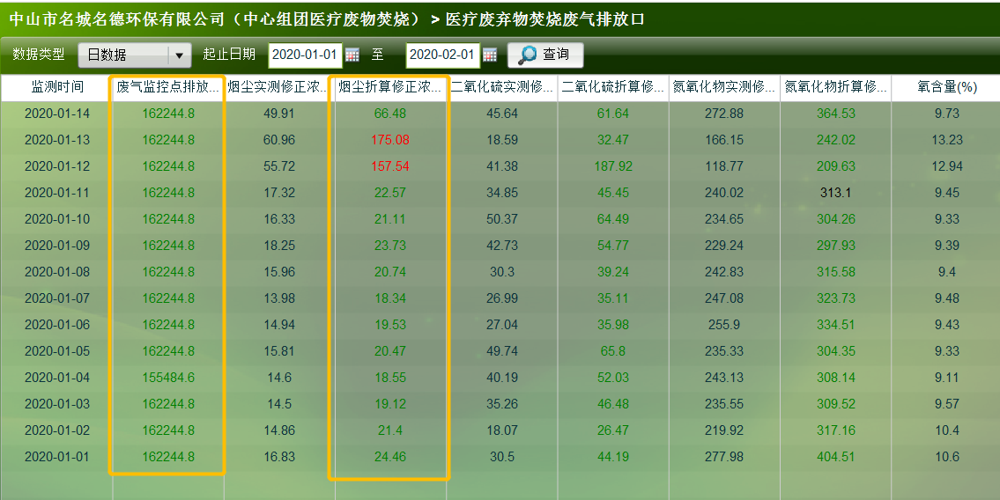 中山市名城名德环保有限公司（中心组团医疗废物焚烧） > 医疗废弃物焚烧废气排放口
数据类型 日数据 起止日期 2020-01-01 至 2020-02-01 查询
监测时间 废气监控点排放... 烟尘实测修正浓... 烟尘折算修正浓... 二氧化硫实测修... 二氧化硫折算修... 氮氧化物实测修... 氮氧化物折算修... 氧含量(%)
2020-01-14 162244.8 49.91 66.48 45.64 61.64 272.88 364.53 9.73
2020-01-13 162244.8 60.96 175.08 18.59 32.47 166.15 242.02 13.23
2020-01-12 162244.8 55.72 157.54 41.38 187.92 118.77 209.63 12.94
2020-01-11 162244.8 17.32 22.57 34.85 45.45 240.02 313.1 9.45
2020-01-10 162244.8 16.33 21.11 50.37 64.49 234.65 304.26 9.33
2020-01-09 162244.8 18.25 23.73 42.73 54.77 229.24 297.93 9.39
2020-01-08 162244.8 15.96 20.74 30.3 39.24 242.83 315.58 9.4
2020-01-07 162244.8 13.98 18.34 26.99 35.11 247.08 323.73 9.48
2020-01-06 162244.8 14.94 19.53 27.04 35.98 255.9 334.51 9.43
2020-01-05 162244.8 15.81 20.47 49.74 65.8 235.33 304.35 9.33
2020-01-04 155484.6 14.6 18.55 40.19 52.03 243.13 308.14 9.11
2020-01-03 162244.8 14.5 19.12 35.26 46.48 235.55 309.52 9.57
2020-01-02 162244.8 14.86 21.4 18.07 26.47 219.92 317.16 10.4
2020-01-01 162244.8 16.83 24.46 30.5 44.19 277.98 404.51 10.6